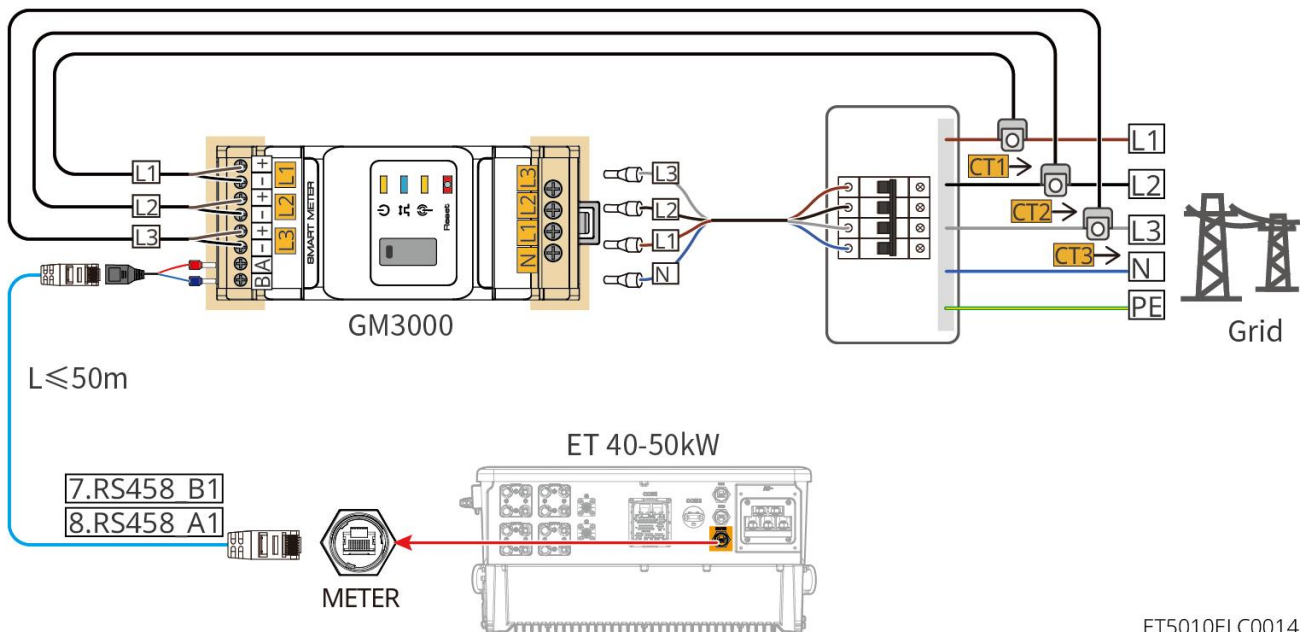 L1
L2
L3
+
-
+
-
+
-
A
B
L1
L2
L3
SMART METER
Reset
L3
L2
L1
N
GM3000
L3
L2
L1
N
CT1→
CT2→
CT3→
L1
L2
L3
N
PE
Grid
L≤50m
7.RS458_B1
8.RS458_A1
METER
ET 40-50kW
ET5010ELC0014